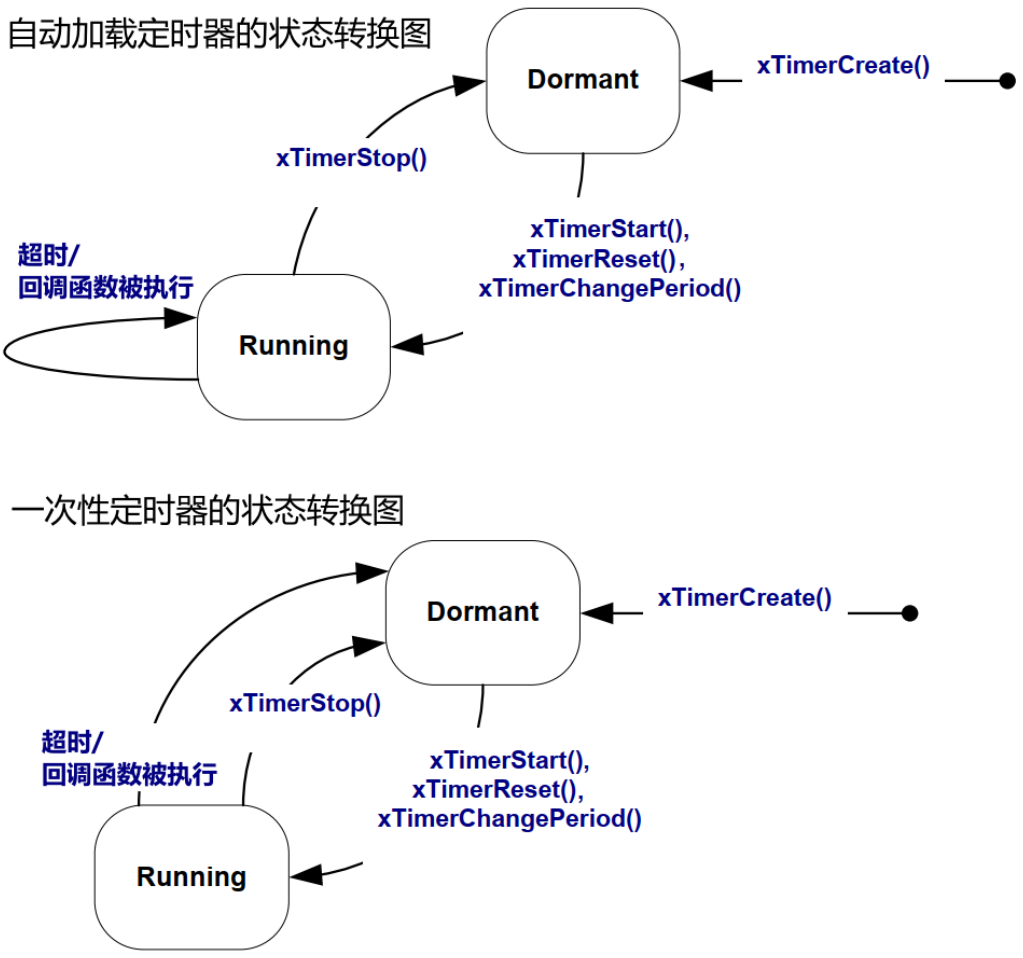 自动加载定时器的状态转换图
Dormant
xTimerCreate()
xTimerStop()
xTimerStart(),
xTimerReset(),
xTimerChangePeriod()
超时/
回调函数被执行
Running
一次性定时器的状态转换图
Dormant
xTimerCreate()
xTimerStop()
超时/
回调函数被执行
xTimerStart(),
xTimerReset(),
xTimerChangePeriod()
Running